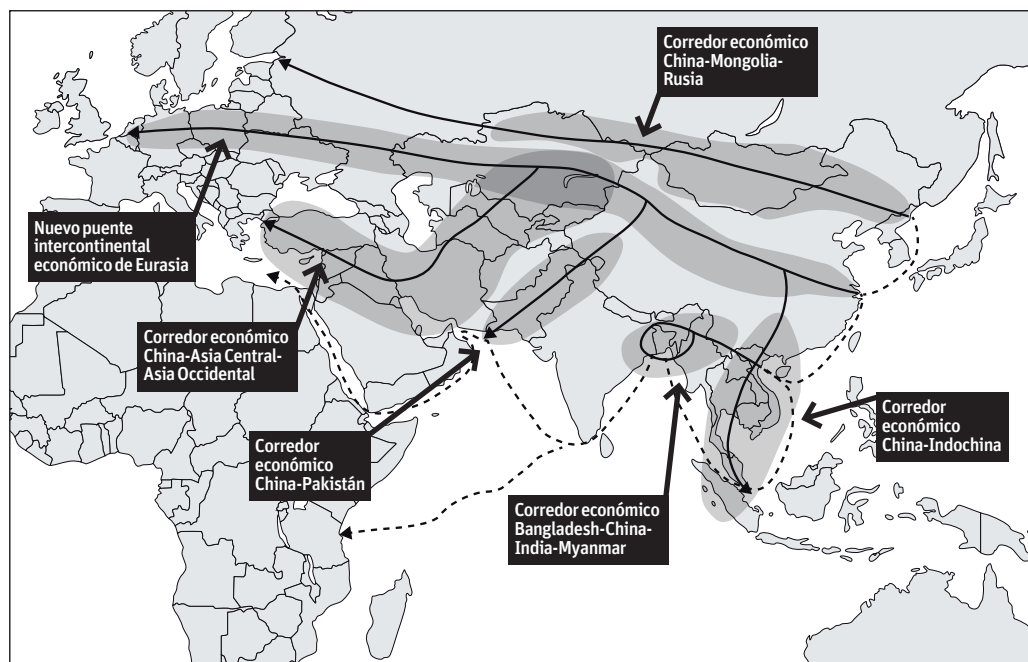 Corredor económico
China-Mongolia-
Rusia
Nuevo puente
intercontinental
económico de Eurasia
Corredor económico
China-Asia Central-
Asia Occidental
Corredor
económico
China-Pakistán
Corredor económico
Bangladesh-China-
India-Myanmar
Corredor
económico
China-Indochina